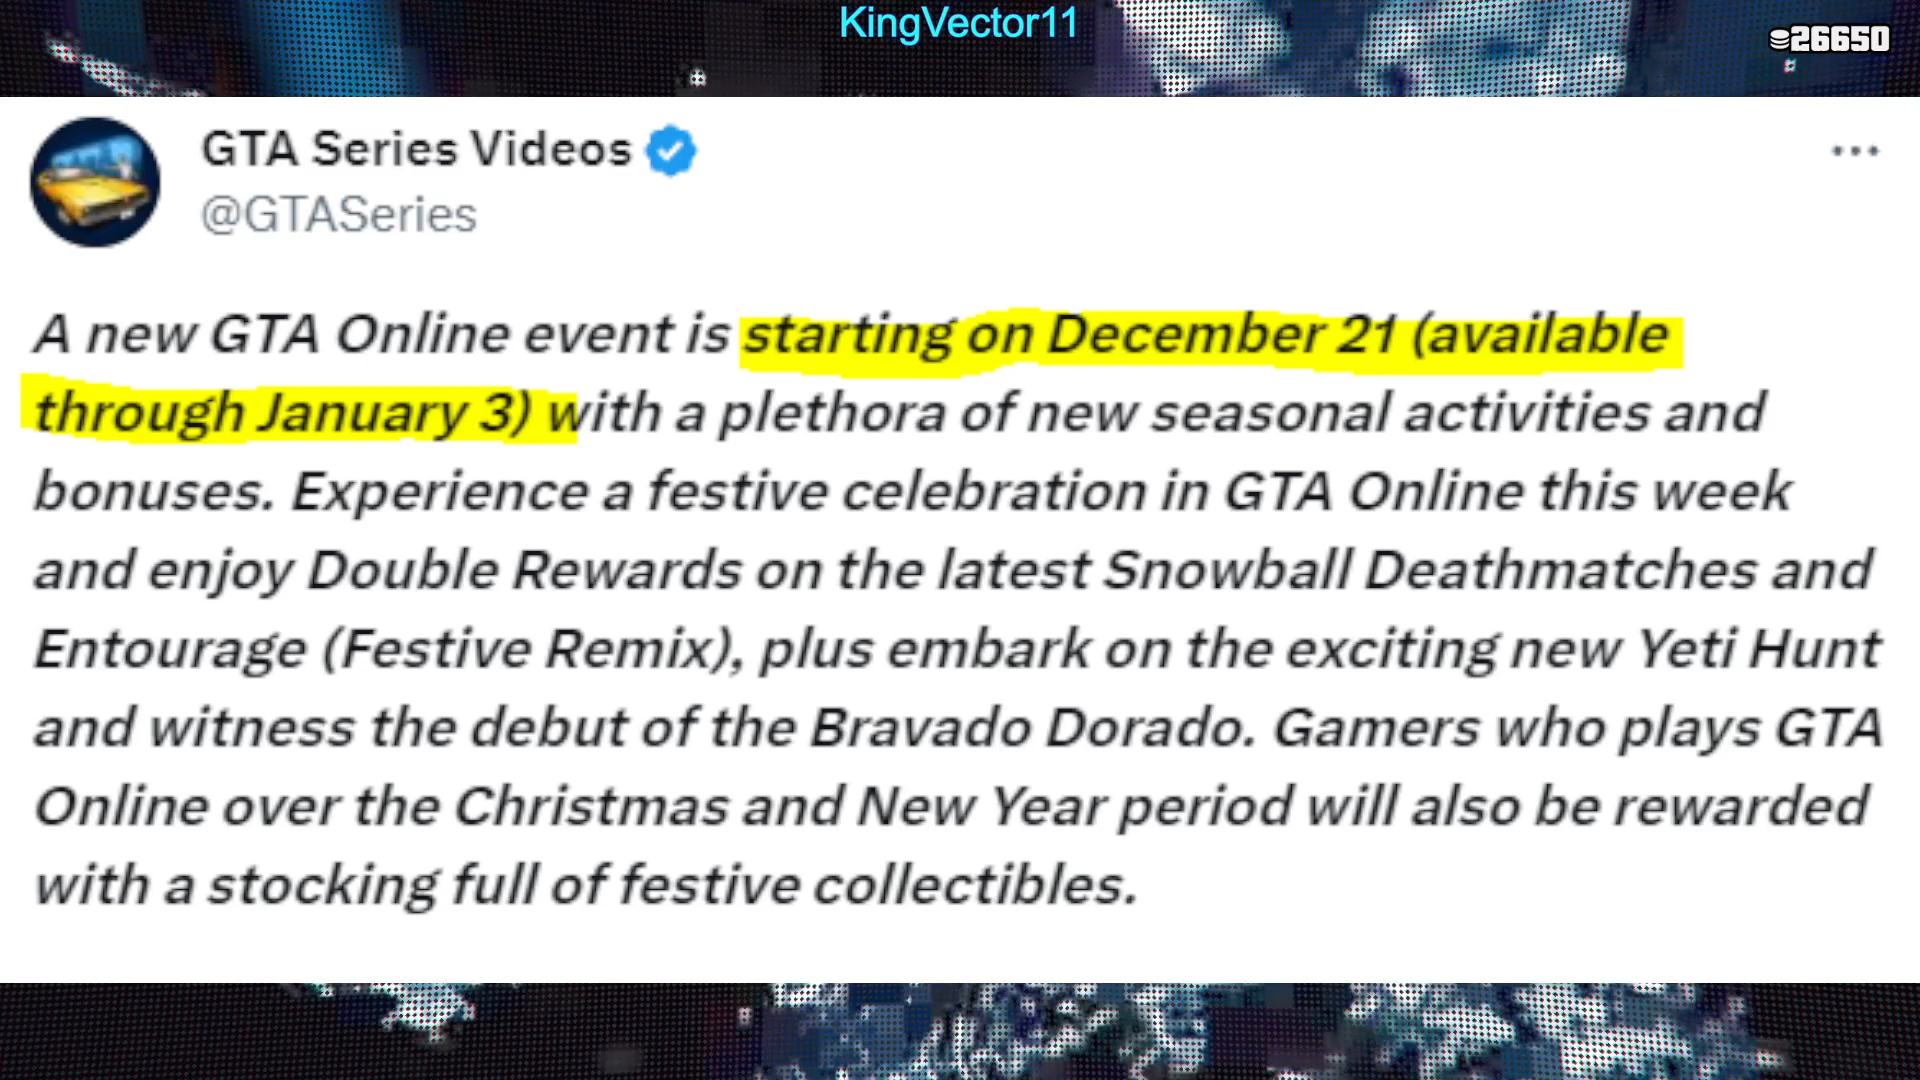 KingVector11
26650
GTA Series Videos
@GTASeries
A new GTA Online event is starting on December 21 (available
through January 3) with a plethora of new seasonal activities and
bonuses. Experience a festive celebration in GTA Online this week
and enjoy Double Rewards on the latest Snowball Deathmatches and
Entourage (Festive Remix), plus embark on the exciting new Yeti Hunt
and witness the debut of the Bravado Dorado. Gamers who plays GTA
Online over the Christmas and New Year period will also be rewarded
with a stocking full of festive collectibles.